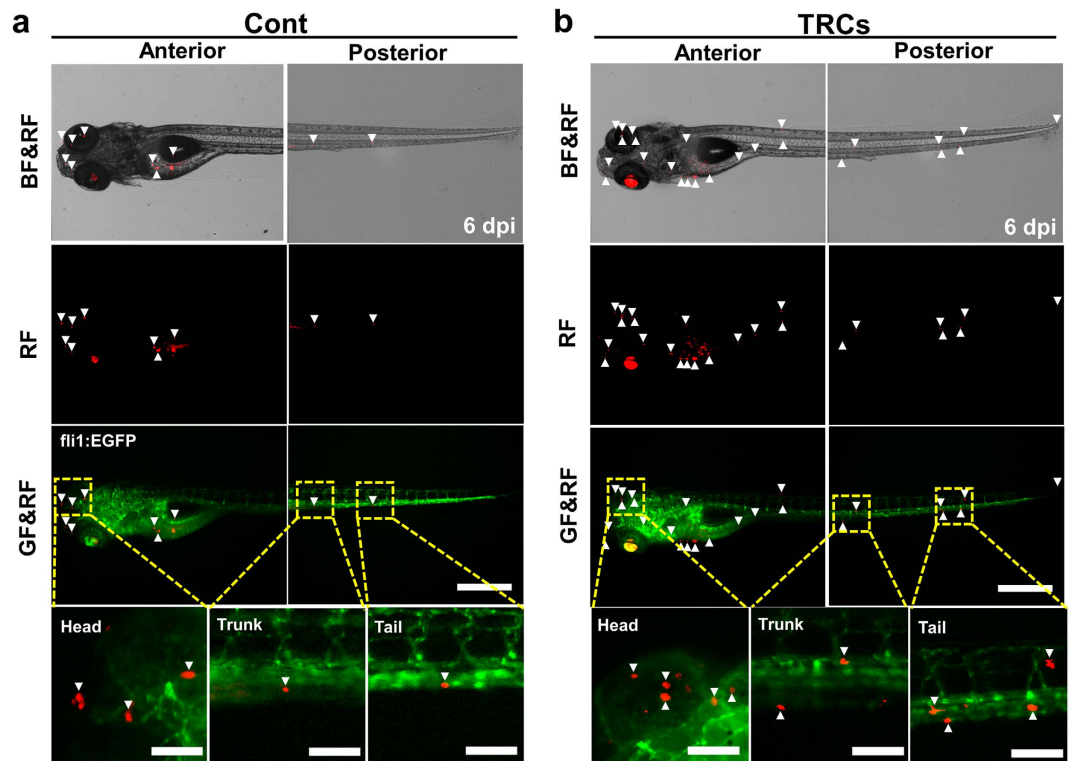 a
Cont
Anterior
Posterior
BF&RF
6 dpi
RF
fli1:EGFP
GF&RF
Head
Trunk
Tail
b
TRCs
Anterior
Posterior
BF&RF
6 dpi
RF
GF&RF
Head
Trunk
Tail